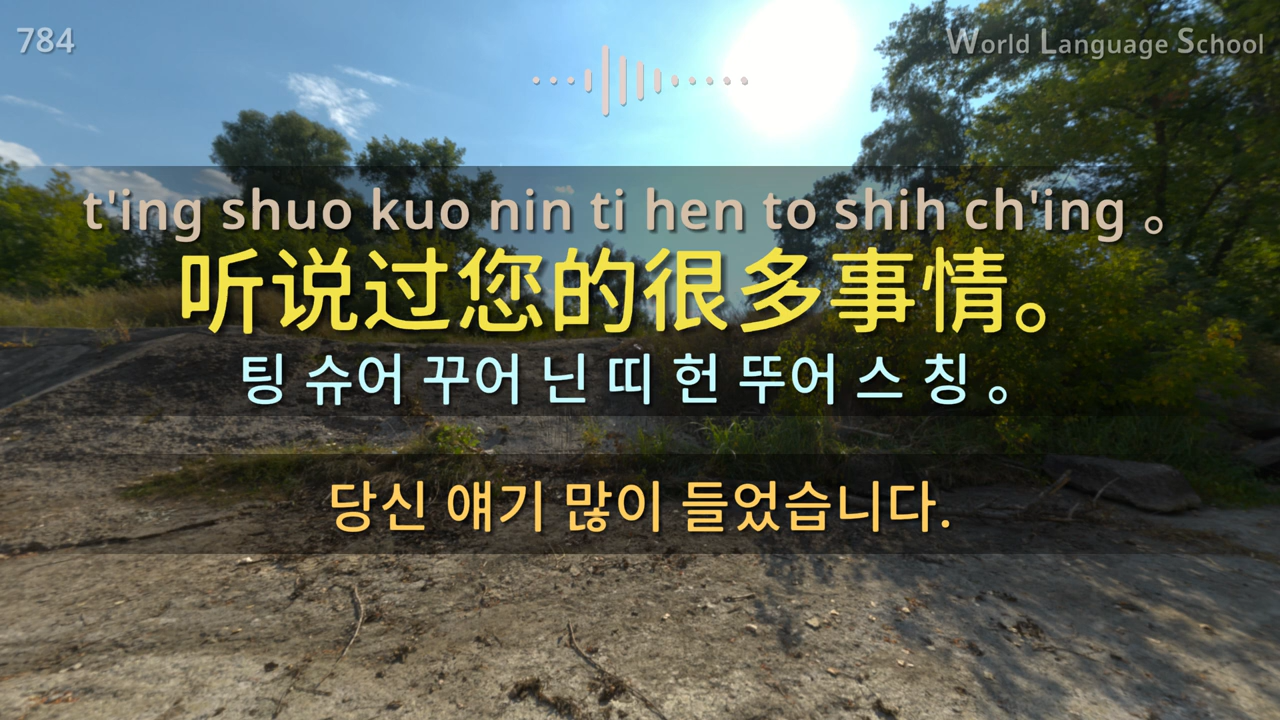 784
World Language School
t'ing shuo kuo nin ti hen to shih ch'ing 。
听说过您的很多事情。
팅 슈어 꾸어 닌 띠 헌 뚜어 스 칭 。
당신 얘기 많이 들었습니다.